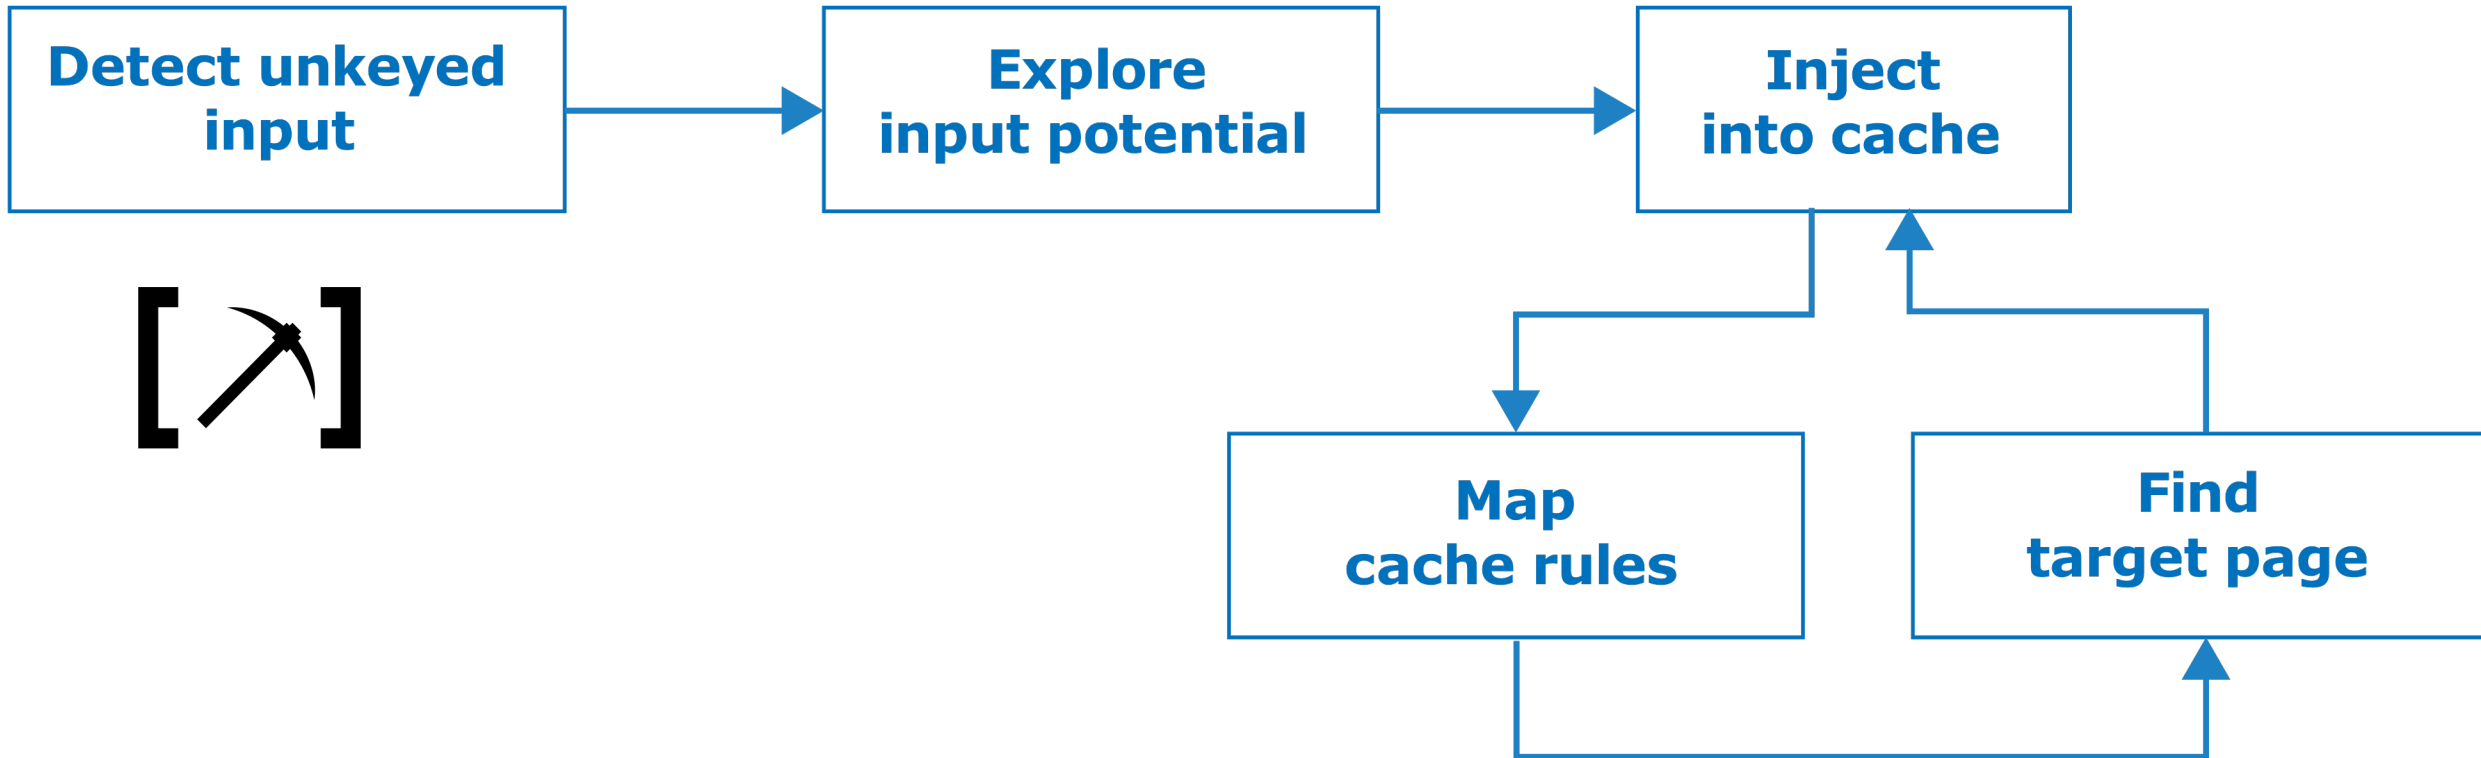 Detect unkeyed
input
Explore
input potential
Inject
into cache
Map
cache rules
Find
target page